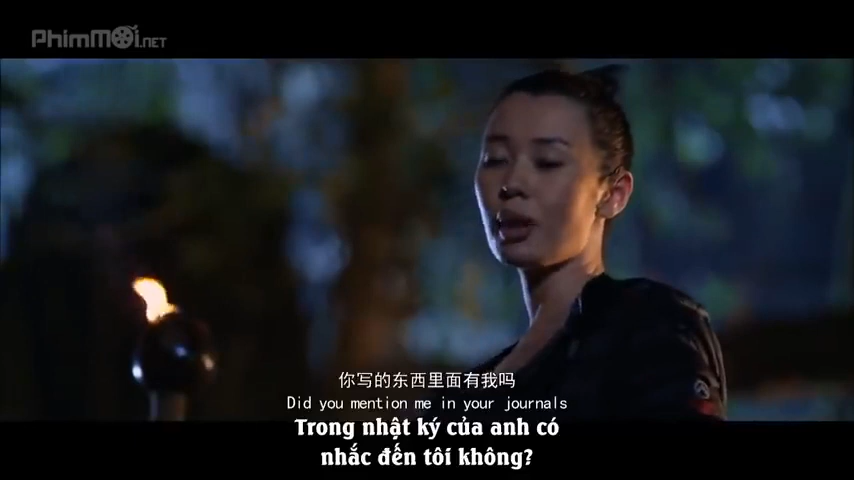 PHIMMOI.NET
你写的东西里面有我吗
Did you mention me in your journals
Trong nhật ký của anh có
nhắc đến tôi không?